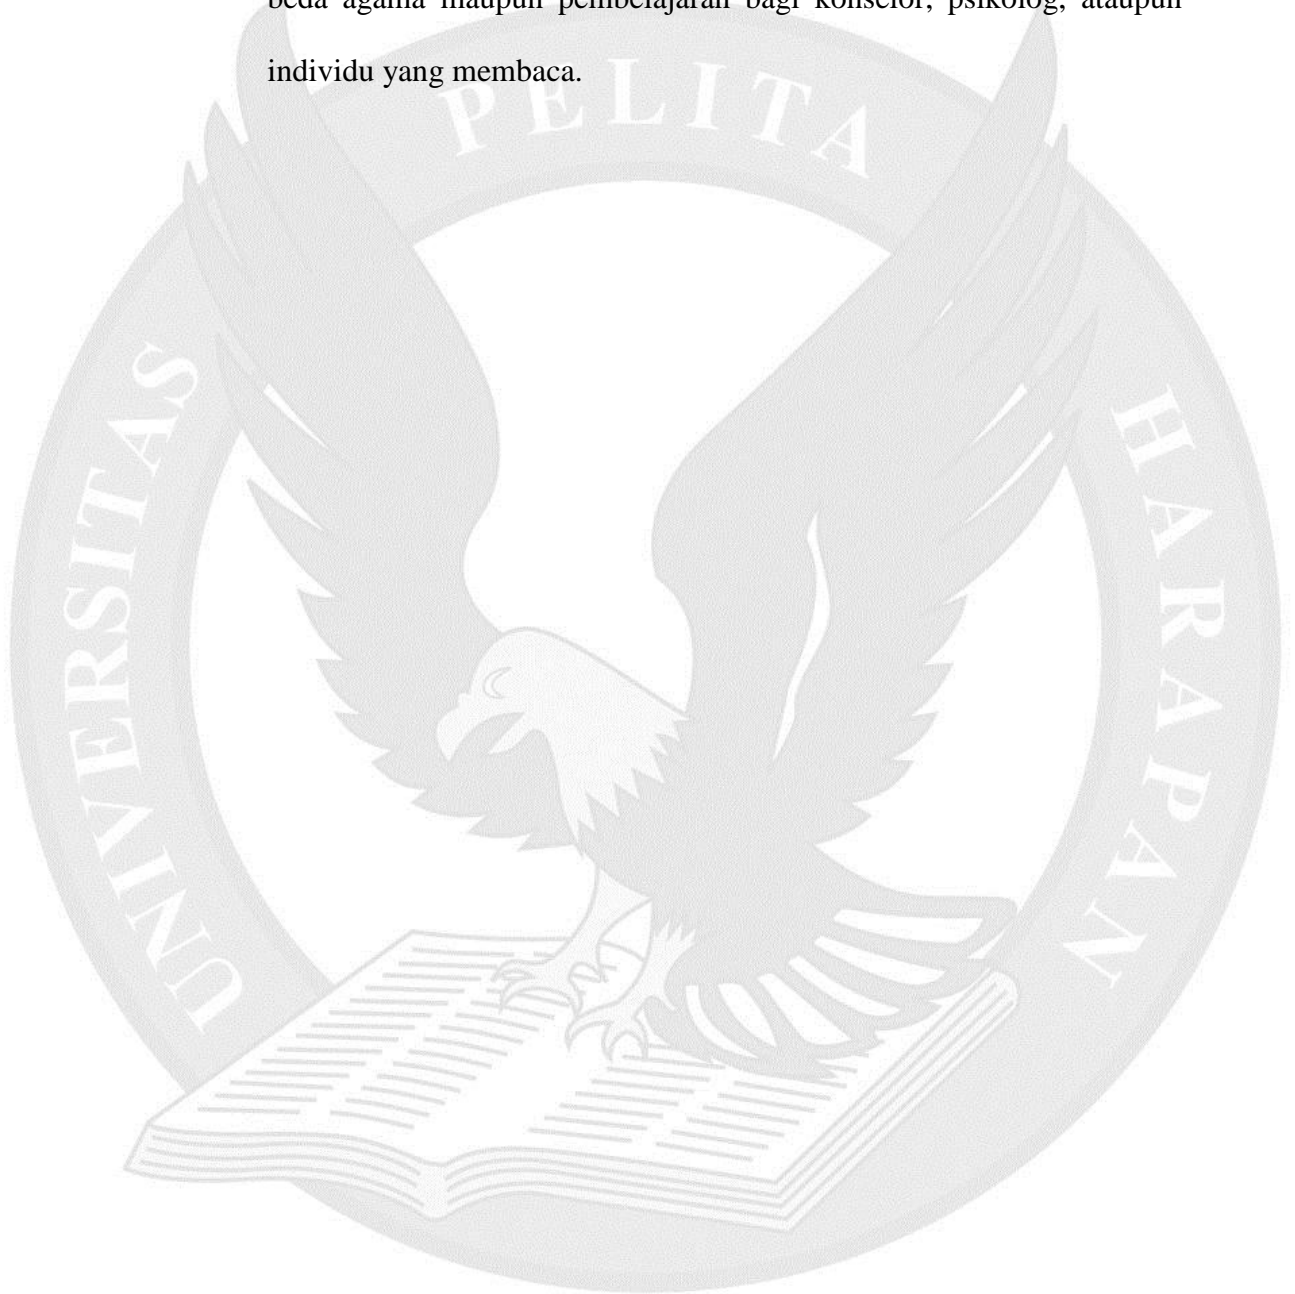 beda agama maupun pembelajaran bagi konselor, psikolog, ataupun
individu yang membaca.
PELITA
UNIVERSITAS
HARAPAN